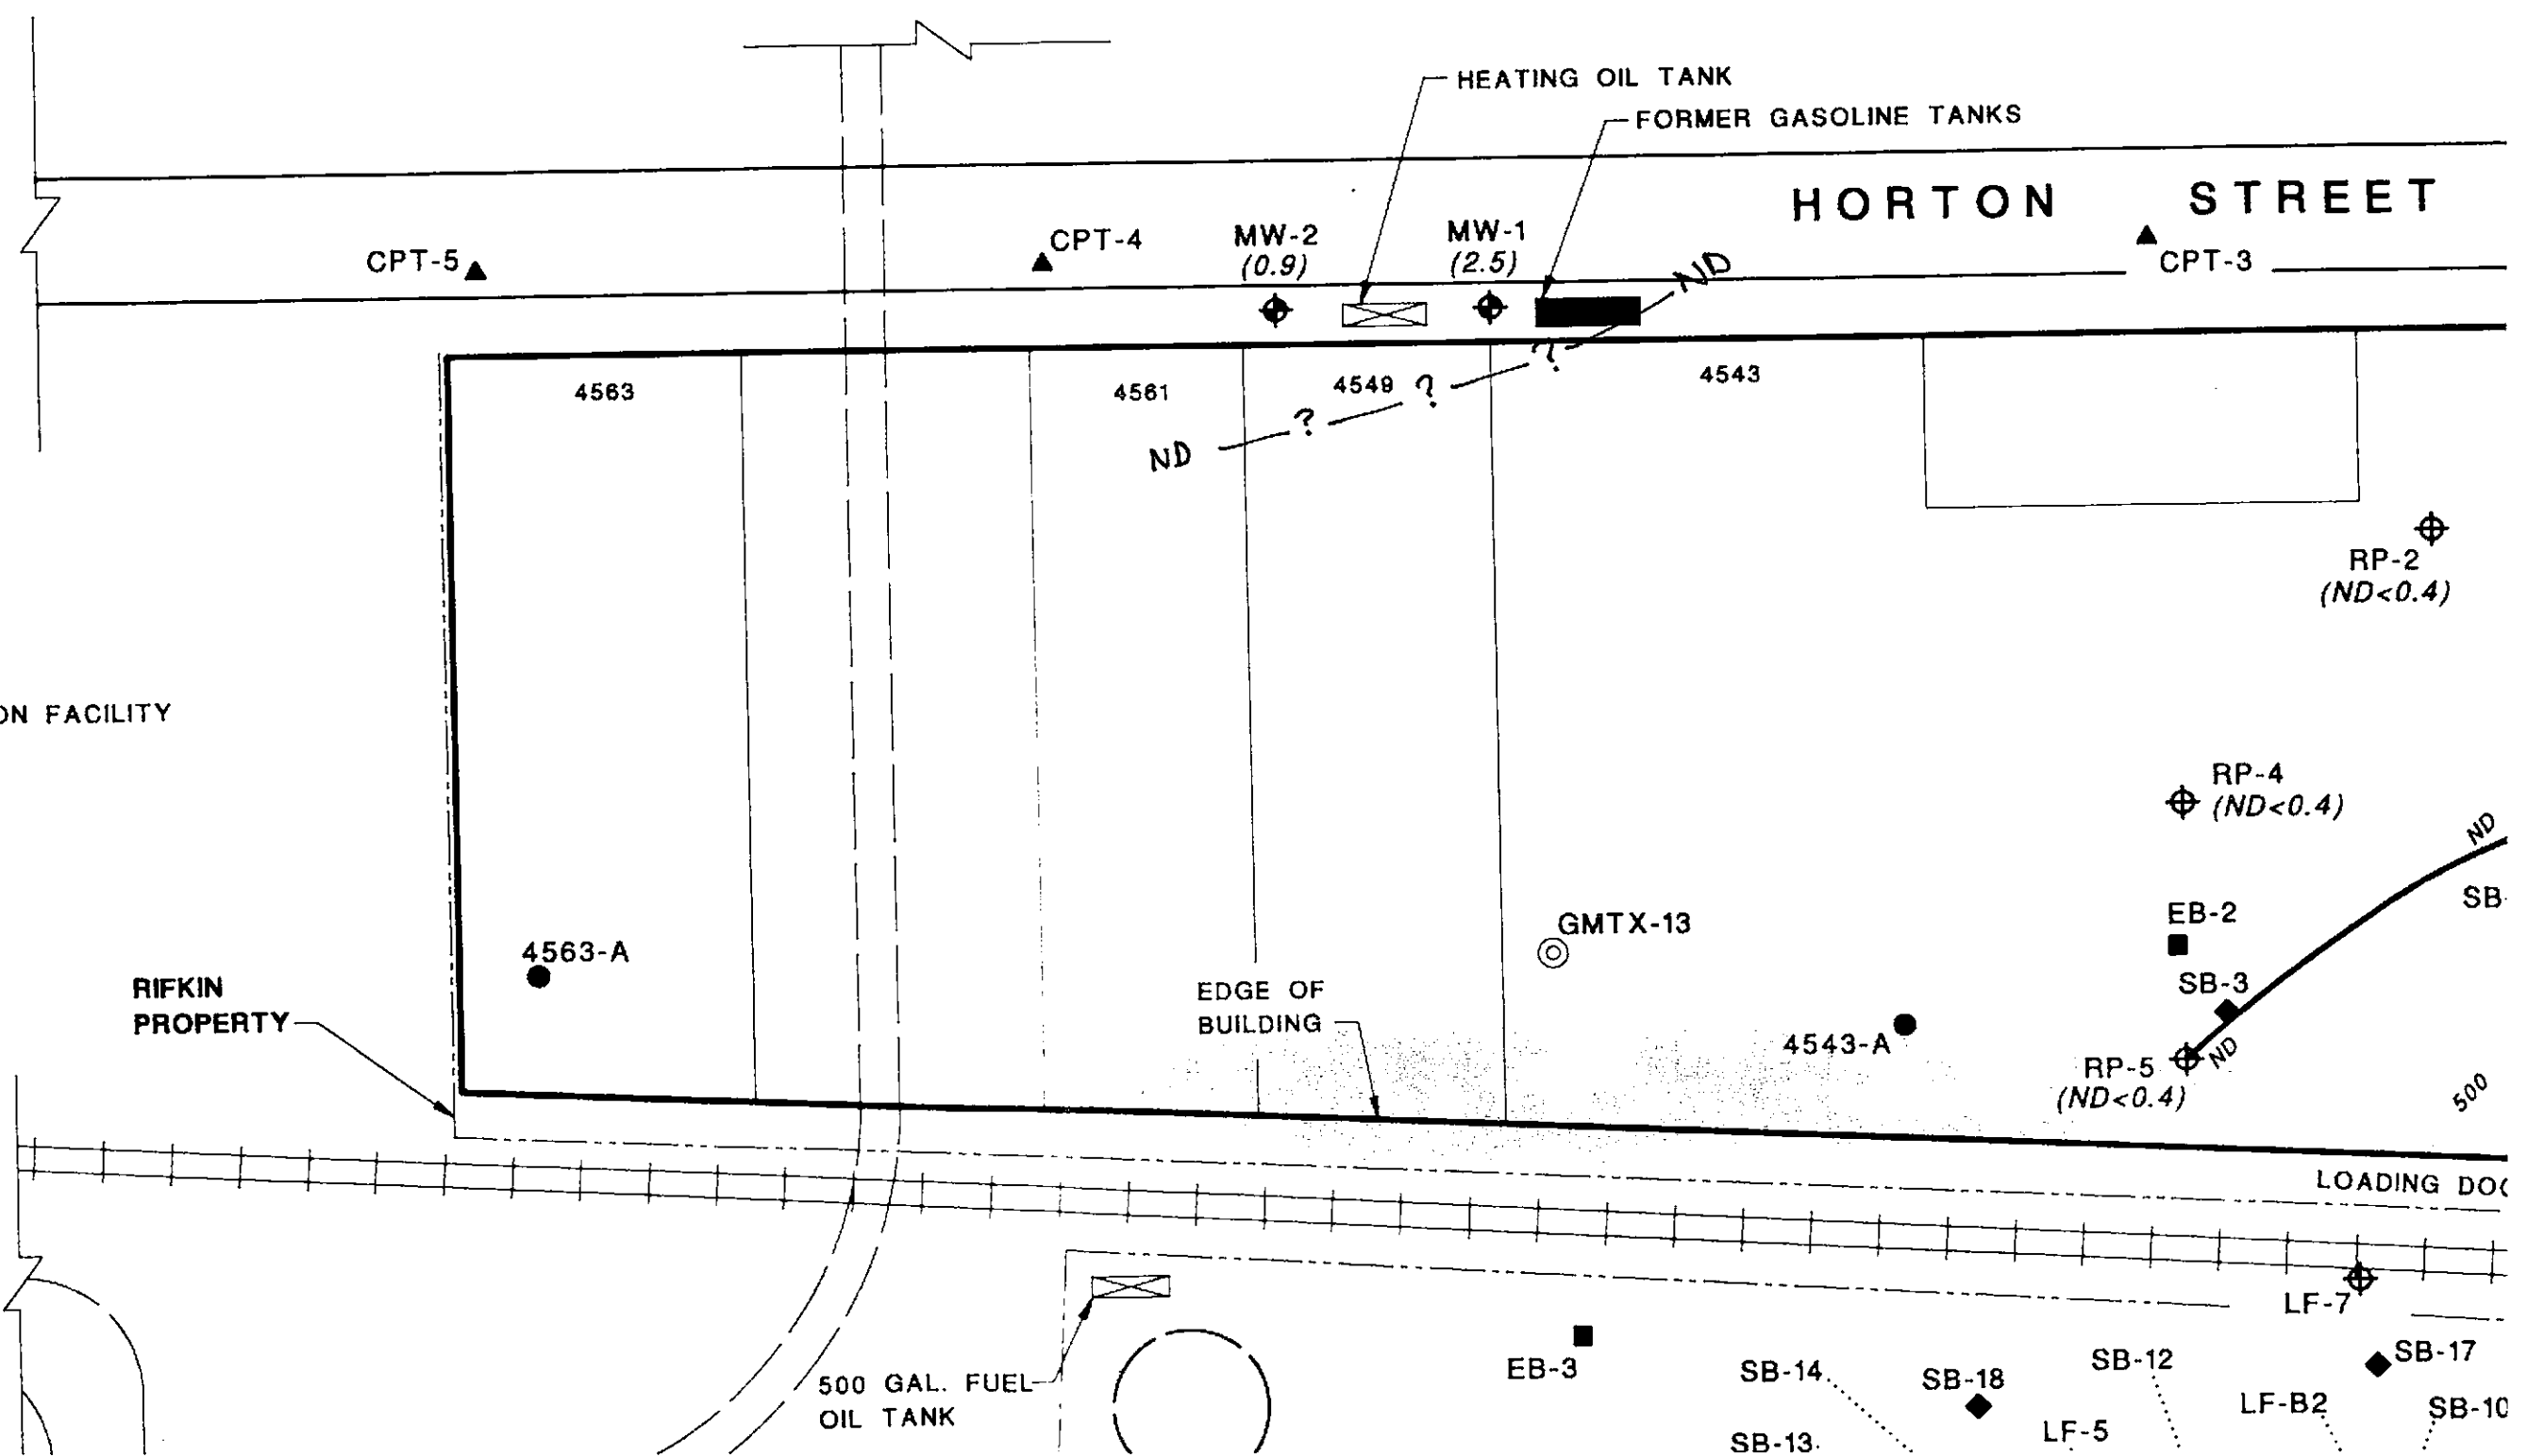 HEATING OIL TANK
FORMER GASOLINE TANKS
HORTON STREET
CPT-5
CPT-4
MW-2
(0.9)
MW-1
(2.5)
ND
CPT-3
4563
4561
4549
4543
?
?
?
ND
RP-2
(ND<0.4)
ON FACILITY
RP-4
(ND<0.4)
ND
SB-
EB-2
GMTX-13
4563-A
SB-3
RIFKIN
PROPERTY
EDGE OF
BUILDING
4543-A
RP-5
(ND<0.4)
ND
500
LOADING DOC
LF-7
500 GAL. FUEL
OIL TANK
EB-3
SB-14
SB-18
SB-12
SB-17
LF-B2
SB-10
LF-5
SB-13